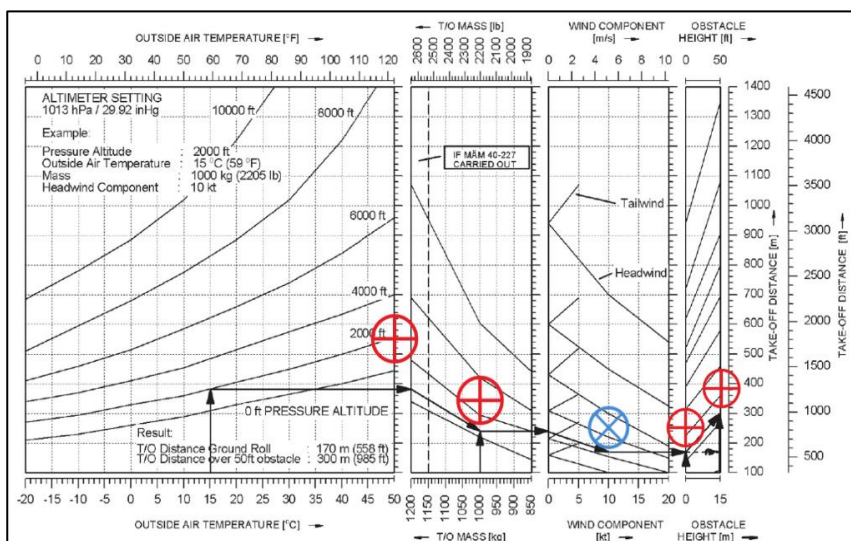 OUTSIDE AIR TEMPERATURE [°F]
0 10 20 30 40 50 60 70 80 90 100 110 120
T/O MASS [lb]
2600 2500 2400 2300 2200 2100 2000 1900
WIND COMPONENT
[m/s]
0 5 10
OBSTACLE
HEIGHT [ft]
0 50
ALTIMETER SETTING
1013 hPa / 29.92 inHg
Example:
Pressure Altitude : 2000 ft
Outside Air Temperature : 15 °C (59 °F)
Mass : 1000 kg (2205 lb)
Headwind Component : 10 kt
10000 ft
8000 ft
6000 ft
4000 ft
2000 ft
0 ft PRESSURE ALTITUDE
Result:
T/O Distance Ground Roll : 170 m (558 ft)
T/O Distance over 50ft obstacle : 300 m (985 ft)
IF MÄM 40-227
CARRIED OUT
Tailwind
Headwind
1400
1300
1200
1100
1000
900
800
700
600
500
400
300
200
100
TAKE-OFF DISTANCE [m]
4500
4000
3500
3000
2500
2000
1500
1000
500
TAKE-OFF DISTANCE [ft]
-20 -15 -10 -5 0 5 10 15 20 25 30 35 40 45 50
OUTSIDE AIR TEMPERATURE [°C]
1200 1150 1100 1050 1000 950 900 850
T/O MASS [kg]
0 5 10 15 20
WIND COMPONENT
[kt]
0 15
OBSTACLE
HEIGHT [m]